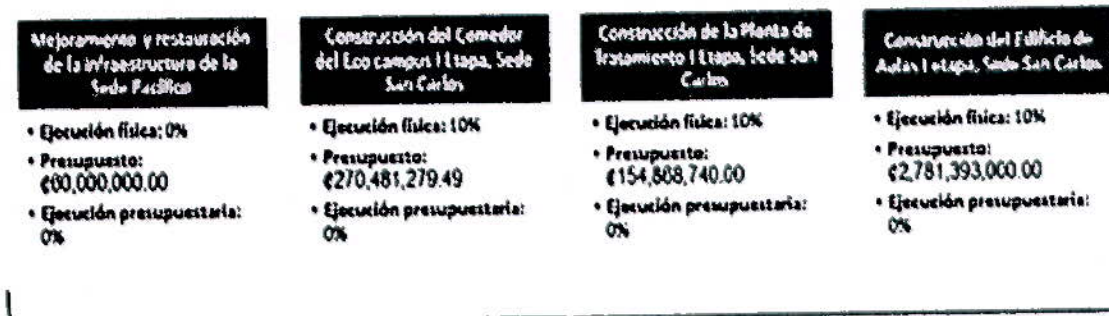 Mejoramiento y restauración
de la infraestructura de la
Sede Pacífico
• Ejecución física: 0%
• Presupuesto:
₡60,000,000.00
• Ejecución presupuestaria:
0%
Construcción del Comedor
del Eco campus I Etapa, Sede
San Carlos
• Ejecución física: 10%
• Presupuesto:
₡270,481,279.49
• Ejecución presupuestaria:
0%
Construcción de la Planta de
Tratamiento I Etapa, Sede San
Carlos
• Ejecución física: 10%
• Presupuesto:
₡154,868,740.00
• Ejecución presupuestaria:
0%
Construcción del Edificio de
Aulas I etapa, Sede San Carlos
• Ejecución física: 10%
• Presupuesto:
₡2,781,393,000.00
• Ejecución presupuestaria:
0%